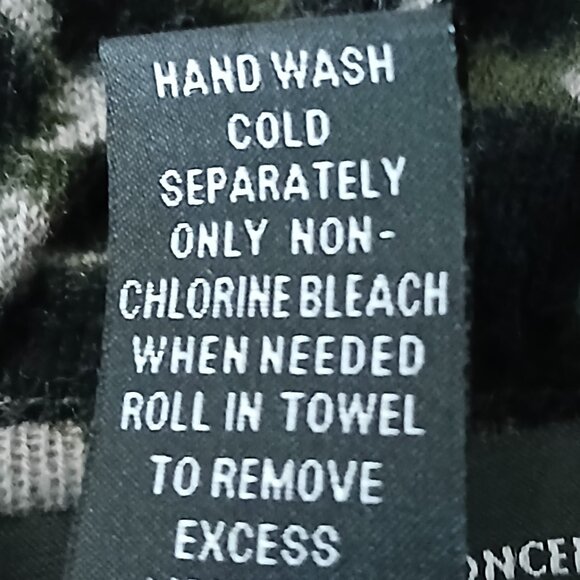 HAND WASH
COLD
SEPARATELY
ONLY NON-
CHLORINE BLEACH
WHEN NEEDED
ROLL IN TOWEL
TO REMOVE
EXCESS